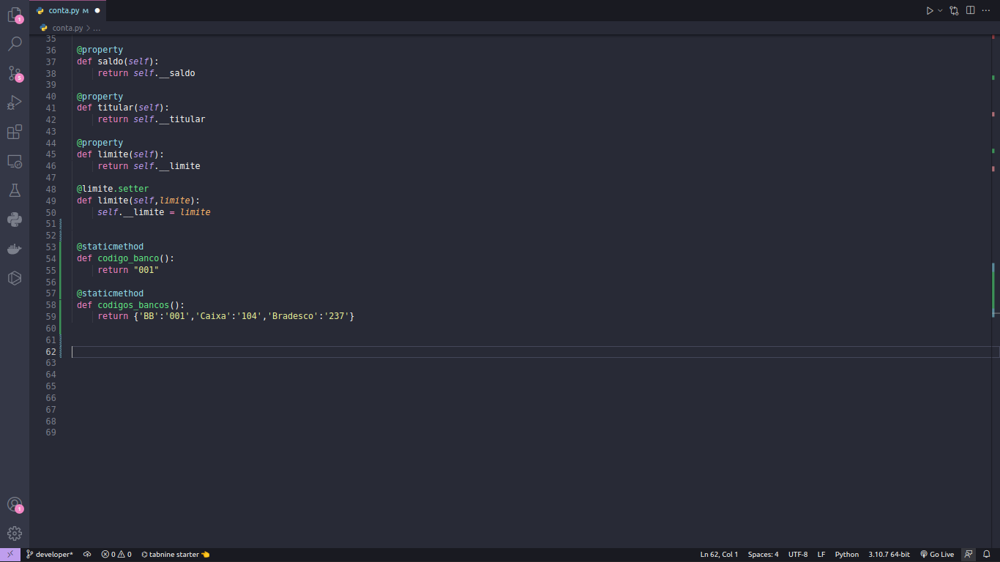 1
conta.py M
conta.py > ...
35
36 @property
37 def saldo(self):
38 return self.__saldo
39
40 @property
41 def titular(self):
42 return self.__titular
43
44 @property
45 def limite(self):
46 return self.__limite
47
48 @limite.setter
49 def limite(self,limite):
50 self.__limite = limite
51
52
53 @staticmethod
54 def codigo_banco():
55 return "001"
56
57 @staticmethod
58 def codigos_bancos():
59 return {'BB':'001','Caixa':'104','Bradesco':'237'}
60
61
62
63
64
65
66
67
68
69
5
1
developer* 0 0 tabnine starter Ln 62, Col 1 Spaces: 4 UTF-8 LF Python 3.10.7 64-bit Go Live